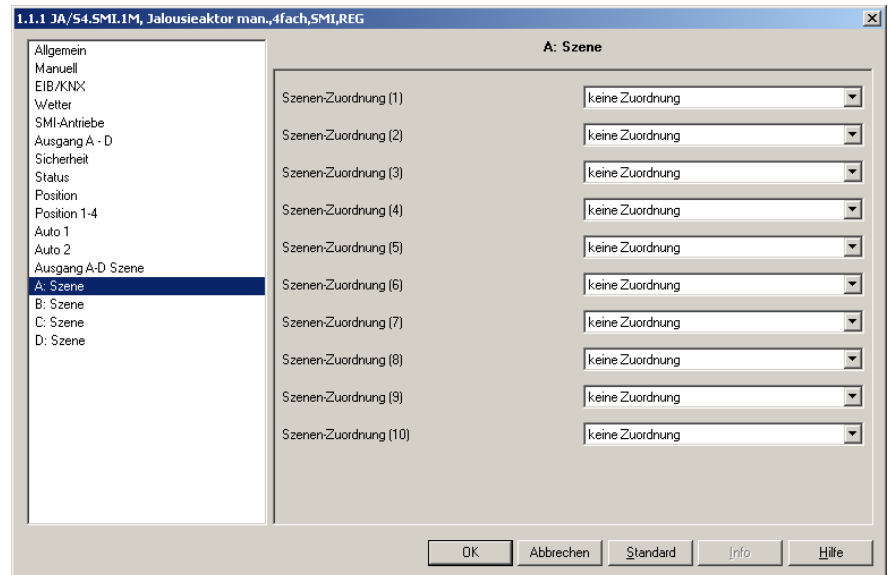 1.1.1 JA/S4.SMI.1M, Jalousieaktor man.,4fach,SMI,REG
Allgemein
Manuell
EIB/KNX
Wetter
SMI-Antriebe
Ausgang A - D
Sicherheit
Status
Position
Position 1-4
Auto 1
Auto 2
Ausgang A-D Szene
A: Szene
B: Szene
C: Szene
D: Szene
A: Szene
Szenen-Zuordnung (1) keine Zuordnung
Szenen-Zuordnung (2) keine Zuordnung
Szenen-Zuordnung (3) keine Zuordnung
Szenen-Zuordnung (4) keine Zuordnung
Szenen-Zuordnung (5) keine Zuordnung
Szenen-Zuordnung (6) keine Zuordnung
Szenen-Zuordnung (7) keine Zuordnung
Szenen-Zuordnung (8) keine Zuordnung
Szenen-Zuordnung (9) keine Zuordnung
Szenen-Zuordnung (10) keine Zuordnung
OK Abbrechen Standard Info Hilfe